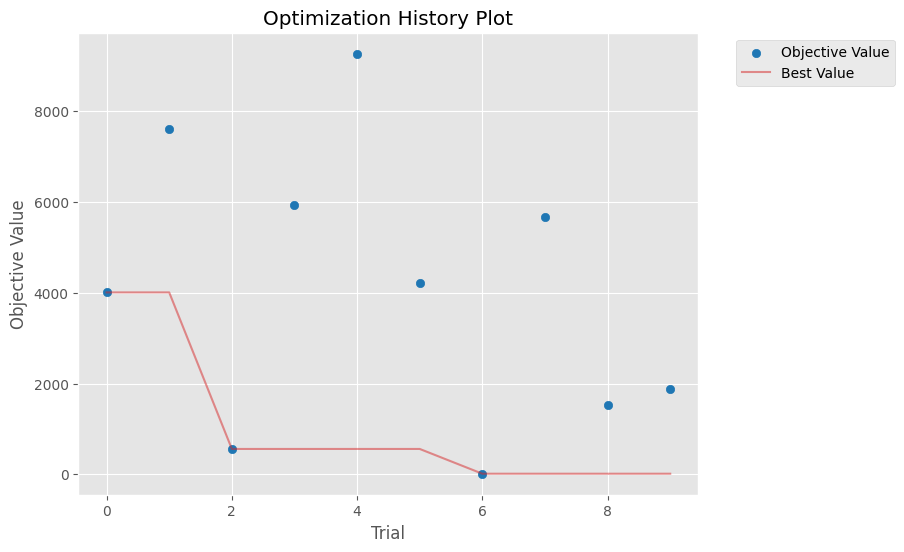 Optimization History Plot
Objective Value
Best Value
Objective Value
8000
6000
4000
2000
0
0 2 4 6 8
Trial